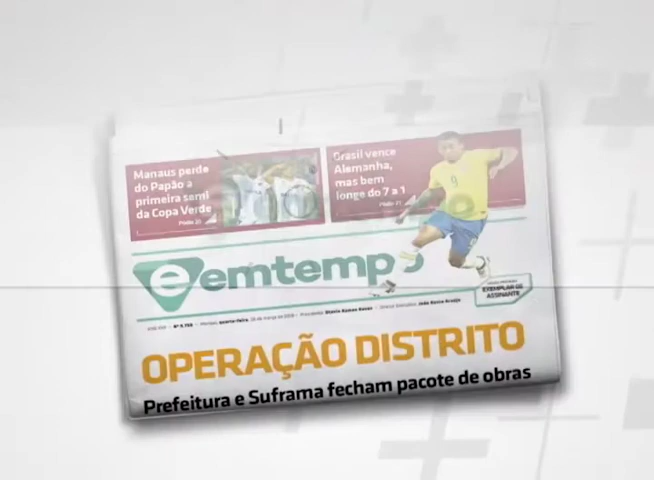 Manaus perde
do Papão a
primeira semi
da Copa Verde
Brasil vence
Alemanha,
mas bem
longe do 7 a 1
e emtempo
EXEMPLAR DE
ASSINANTE
OPERAÇÃO DISTRITO
Prefeitura e Suframa fecham pacote de obras